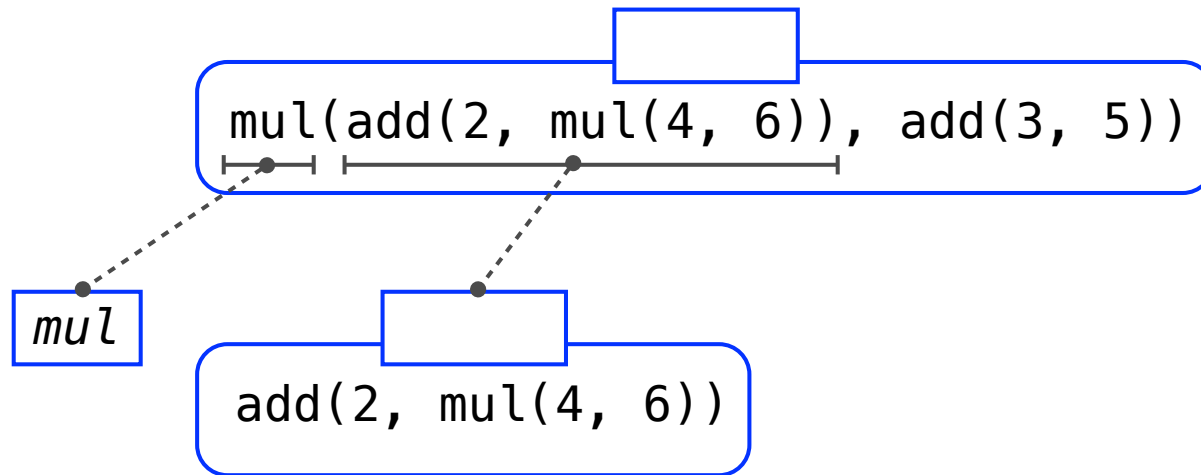 mul(add(2, mul(4, 6)), add(3, 5))
mul
add(2, mul(4, 6))